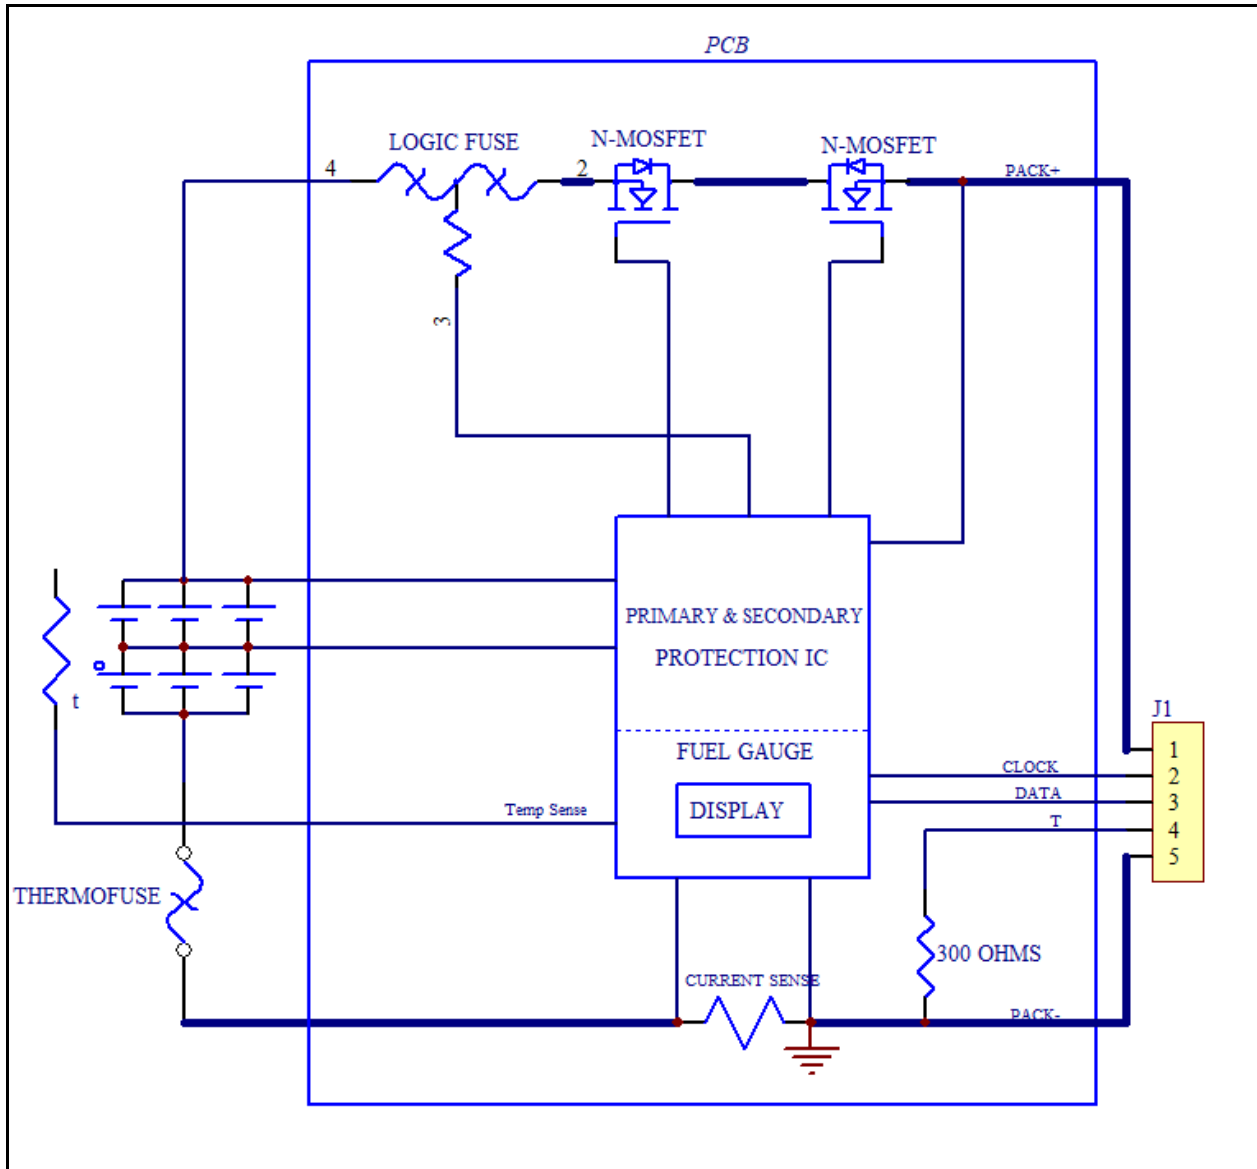 PCB
LOGIC FUSE
N-MOSFET
N-MOSFET
4
2
PACK+
3
PRIMARY & SECONDARY
PROTECTION IC
t
J1
FUEL GAUGE
1
CLOCK
2
DATA
3
Temp Sense
DISPLAY
T
4
5
THERMOFUSE
300 OHMS
CURRENT SENSE
PACK-